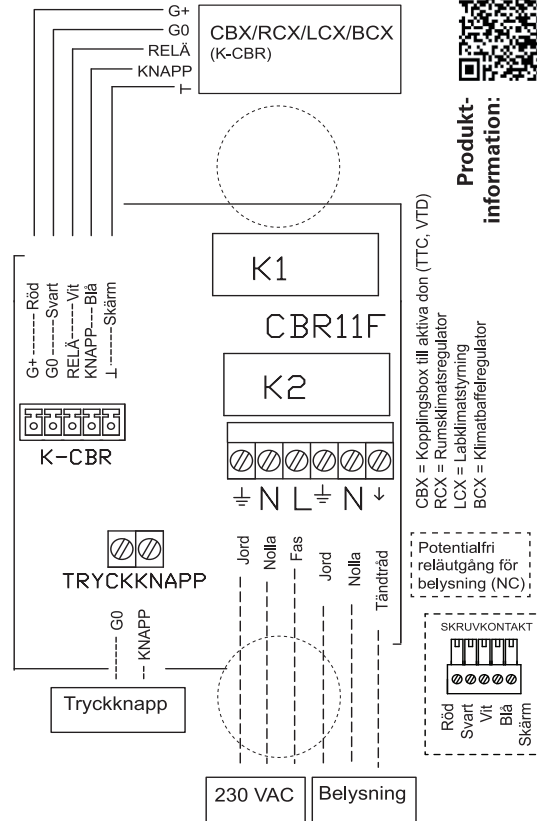 G+
G0
RELÄ
KNAPP
⊥
CBX/RCX/LCX/BCX
(K-CBR)
Produkt-
information:
G+ ------ Röd
G0 -----Svart
RELÄ-----Vit
KNAPP---Blå
⊥ ------Skärm
K-CBR
K1
CBR11F
K2
⏚ N L ⏚ N ↓
Jord
Nolla
Fas
Jord
Nolla
Tändtråd
TRYCKKNAPP
G0
KNAPP
Tryckknapp
230 VAC
Belysning
CBX = Kopplingsbox till aktiva don (TTC, VTD)
RCX = Rumsklimatsregulator
LCX = Labklimatstyrning
BCX = Klimatbaffelregulator
Potentialfri
reläutgång för
belysning (NC)
SKRUVKONTAKT
Röd
Svart
Vit
Blå
Skärm